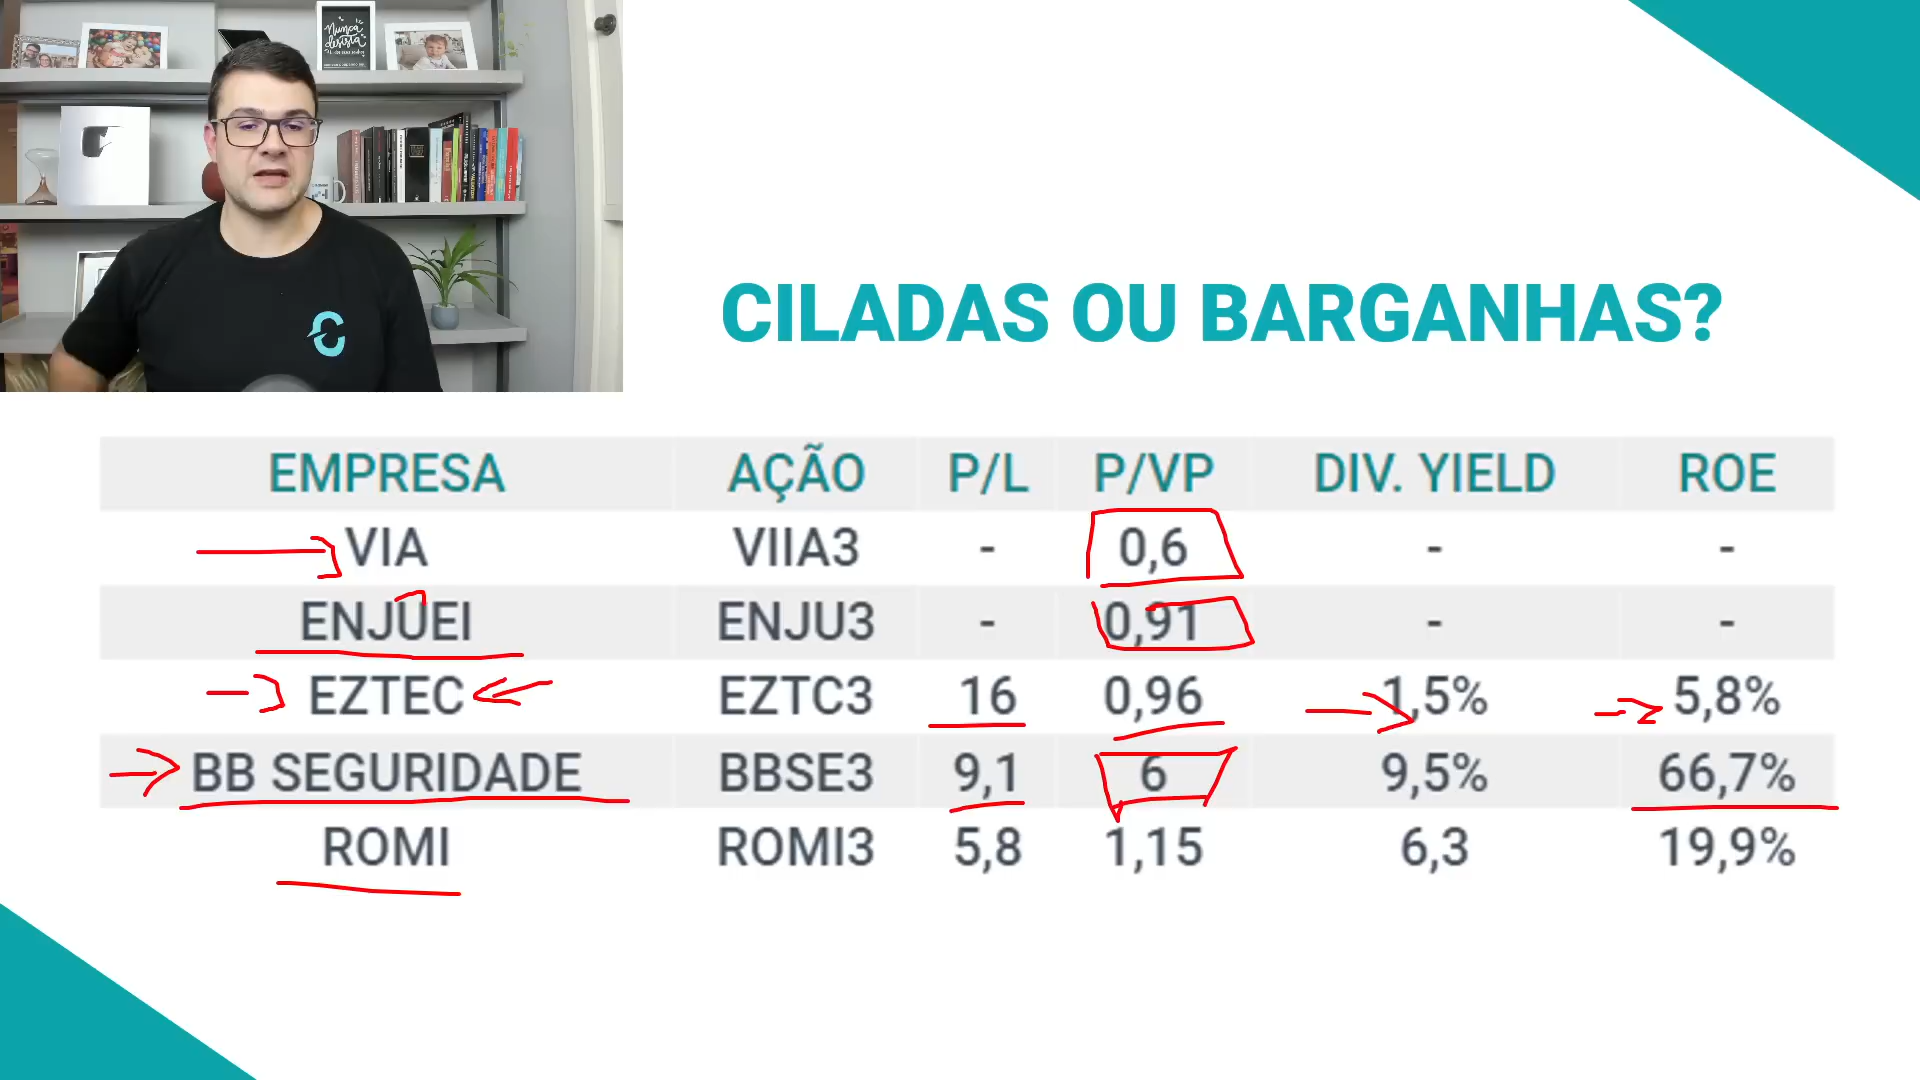 Nunca
desista
CILADAS OU BARGANHAS?
EMPRESA AÇÃO P/L P/VP DIV. YIELD ROE
VIA VIIA3 - 0,6 - -
ENJUEI ENJU3 - 0,91 - -
EZTEC EZTC3 16 0,96 1,5% 5,8%
BB SEGURIDADE BBSE3 9,1 6 9,5% 66,7%
ROMI ROMI3 5,8 1,15 6,3 19,9%